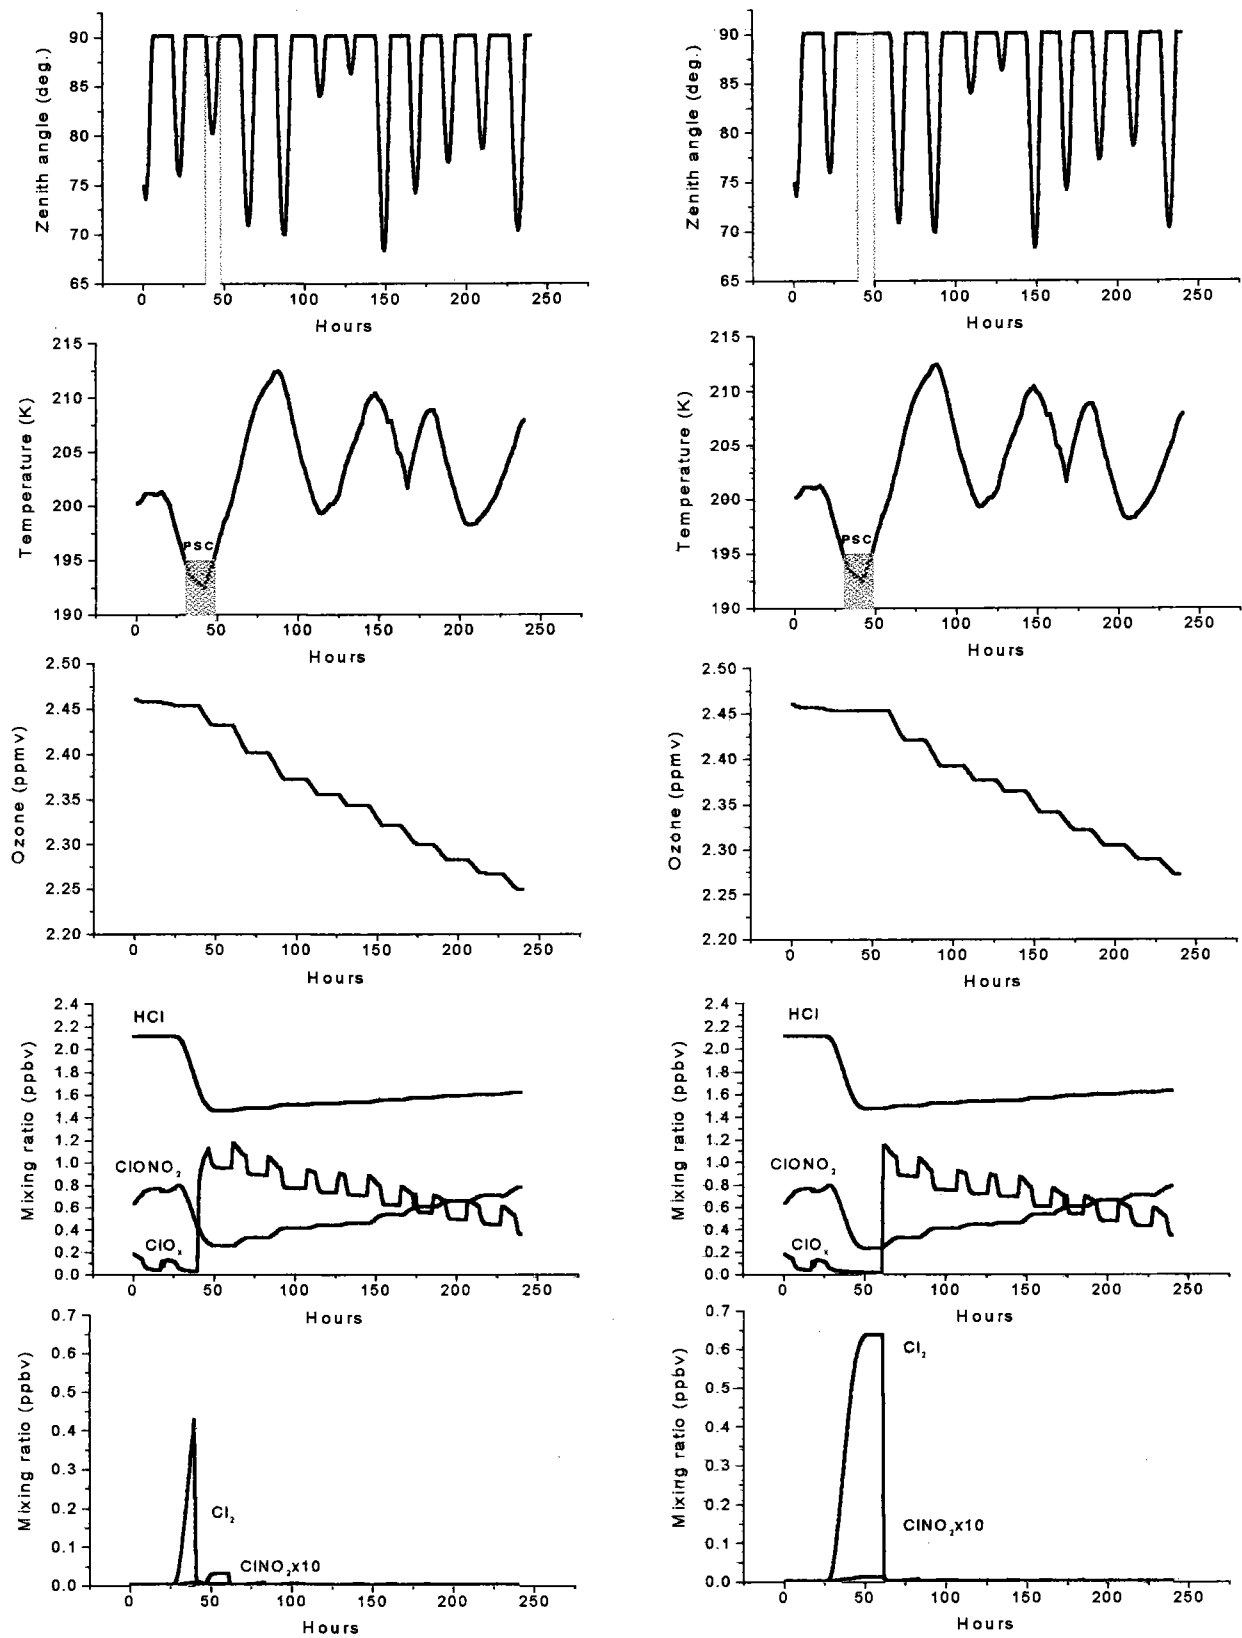 Zenith angle (deg.)
90
85
80
75
70
65
0 50 100 150 200 250
Hours
Zenith angle (deg.)
90
85
80
75
70
65
0 50 100 150 200 250
Hours
Temperature (K)
215
210
205
200
195
190
PSC
0 50 100 150 200 250
Hours
Temperature (K)
215
210
205
200
195
190
PSC
0 50 100 150 200 250
Hours
Ozone (ppmv)
2.50
2.45
2.40
2.35
2.30
2.25
2.20
0 50 100 150 200 250
Hours
Ozone (ppmv)
2.50
2.45
2.40
2.35
2.30
2.25
2.20
0 50 100 150 200 250
Hours
Mixing ratio (ppbv)
2.4
2.2
2.0
1.8
1.6
1.4
1.2
1.0
0.8
0.6
0.4
0.2
0.0
HCl
ClONO₂
ClOₓ
0 50 100 150 200 250
Hours
Mixing ratio (ppbv)
2.4
2.2
2.0
1.8
1.6
1.4
1.2
1.0
0.8
0.6
0.4
0.2
0.0
HCl
ClONO₂
ClOₓ
0 50 100 150 200 250
Hours
Mixing ratio (ppbv)
0.7
0.6
0.5
0.4
0.3
0.2
0.1
0.0
Cl₂
ClNO₂x10
0 50 100 150 200 250
Hours
Mixing ratio (ppbv)
0.7
0.6
0.5
0.4
0.3
0.2
0.1
0.0
Cl₂
ClNO₂x10
0 50 100 150 200 250
Hours